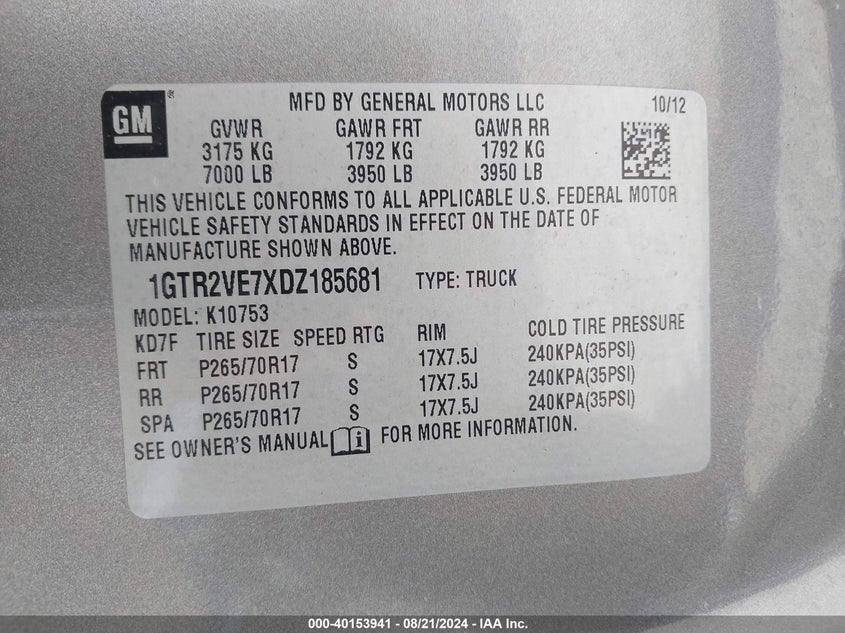 GM ® MFD BY GENERAL MOTORS LLC 10/12
GVWR GAWR FRT GAWR RR
3175 KG 1792 KG 1792 KG
7000 LB 3950 LB 3950 LB
THIS VEHICLE CONFORMS TO ALL APPLICABLE U.S. FEDERAL MOTOR
VEHICLE SAFETY STANDARDS IN EFFECT ON THE DATE OF
MANUFACTURE SHOWN ABOVE.
1GTR2VE7XDZ185681 TYPE: TRUCK
MODEL: K10753
KD7F TIRE SIZE SPEED RTG RIM COLD TIRE PRESSURE
FRT P265/70R17 S 17X7.5J 240KPA(35PSI)
RR P265/70R17 S 17X7.5J 240KPA(35PSI)
SPA P265/70R17 S 17X7.5J 240KPA(35PSI)
SEE OWNER'S MANUAL i FOR MORE INFORMATION.
000-40153941 - 08/21/2024 - IAA Inc.